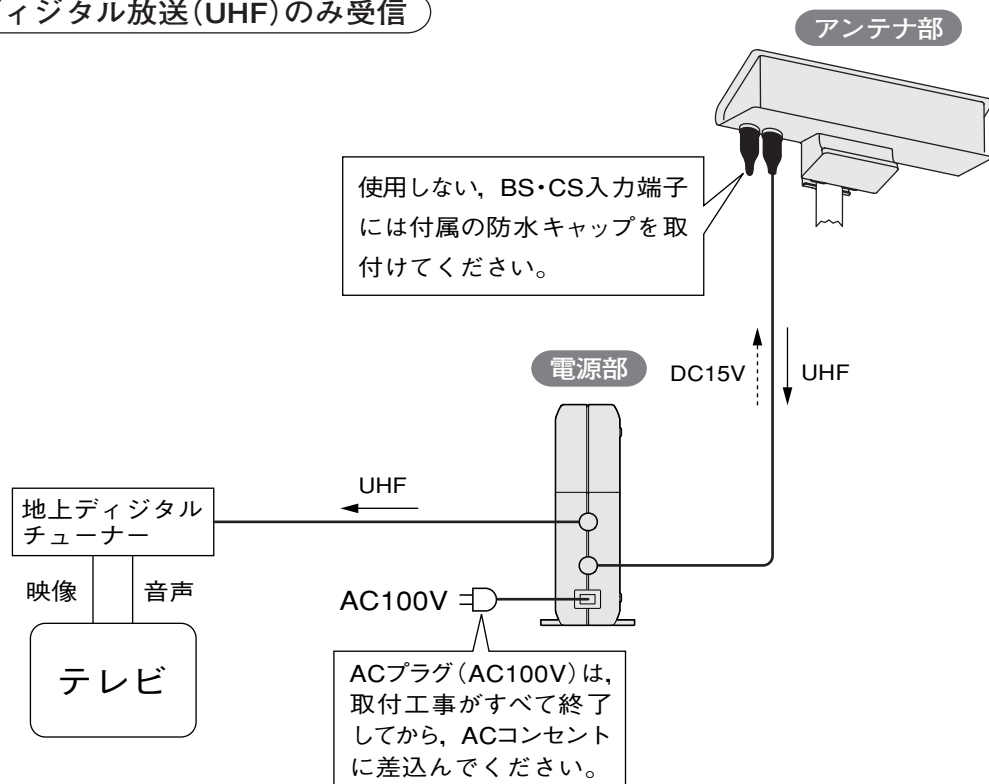 ィジタル放送(UHF)のみ受信
アンテナ部
使用しない, BS・CS入力端子
には付属の防水キャップを取
付けてください。
電源部
DC15V
UHF
UHF
地上ディジタル
チューナー
映像
音声
テレビ
AC100V
ACプラグ(AC100V)は,
取付工事がすべて終了
してから, ACコンセント
に差込んでください。